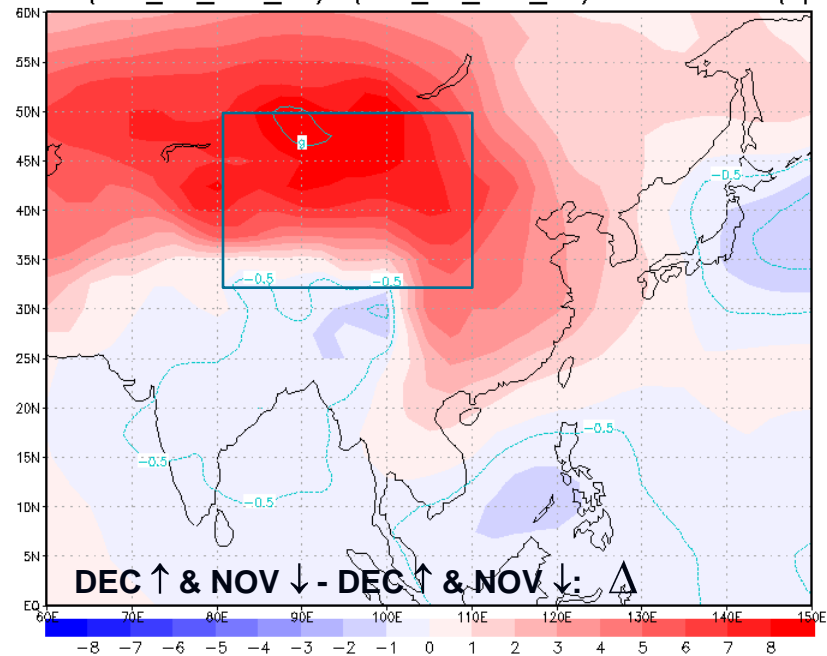 60N
55N
50N
9
45N
−0.5
40N
35N
−0.5
−0.5
30N
25N
20N
−0.5
15N
−0.5
−0.5
10N
5N
DEC ↑ & NOV ↓ - DEC ↑ & NOV ↓: Δ
EQ
60E 70E 80E 90E 100E 110E 120E 130E 140E 150E
−8 −7 −6 −5 −4 −3 −2 −1 0 1 2 3 4 5 6 7 8